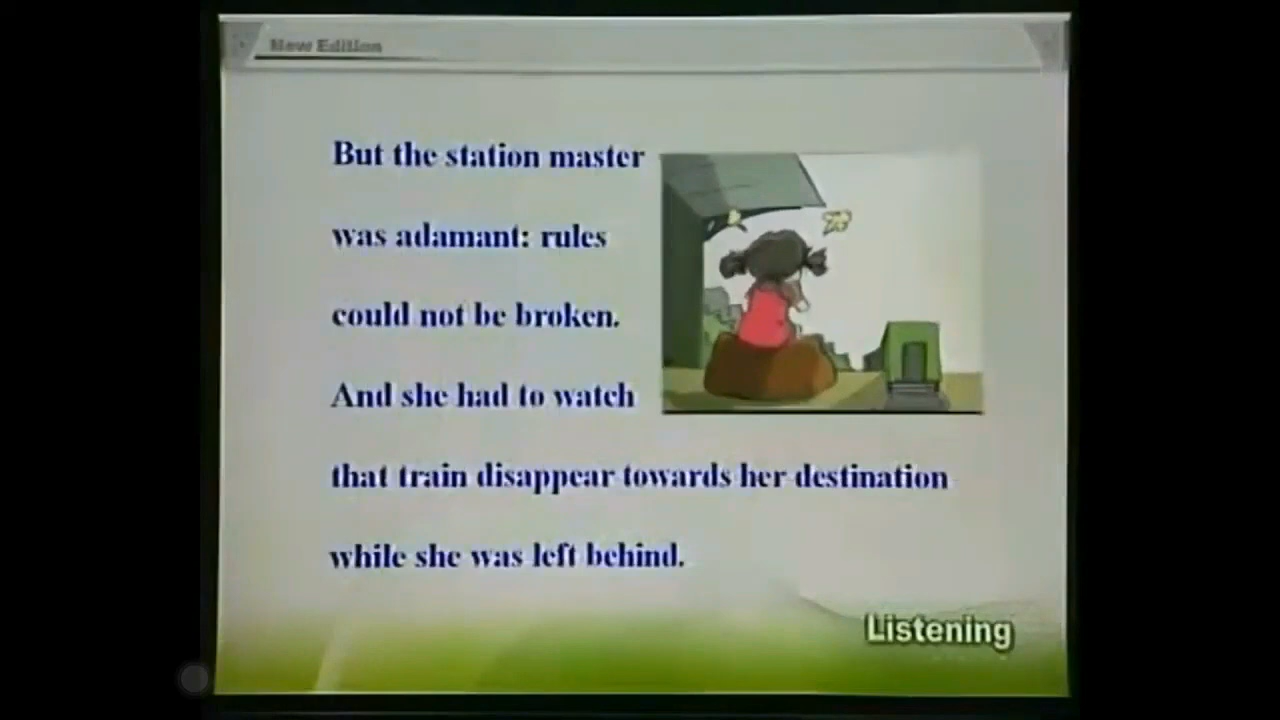 New Edition
But the station master
was adamant: rules
could not be broken.
And she had to watch
that train disappear towards her destination
while she was left behind.
Listening